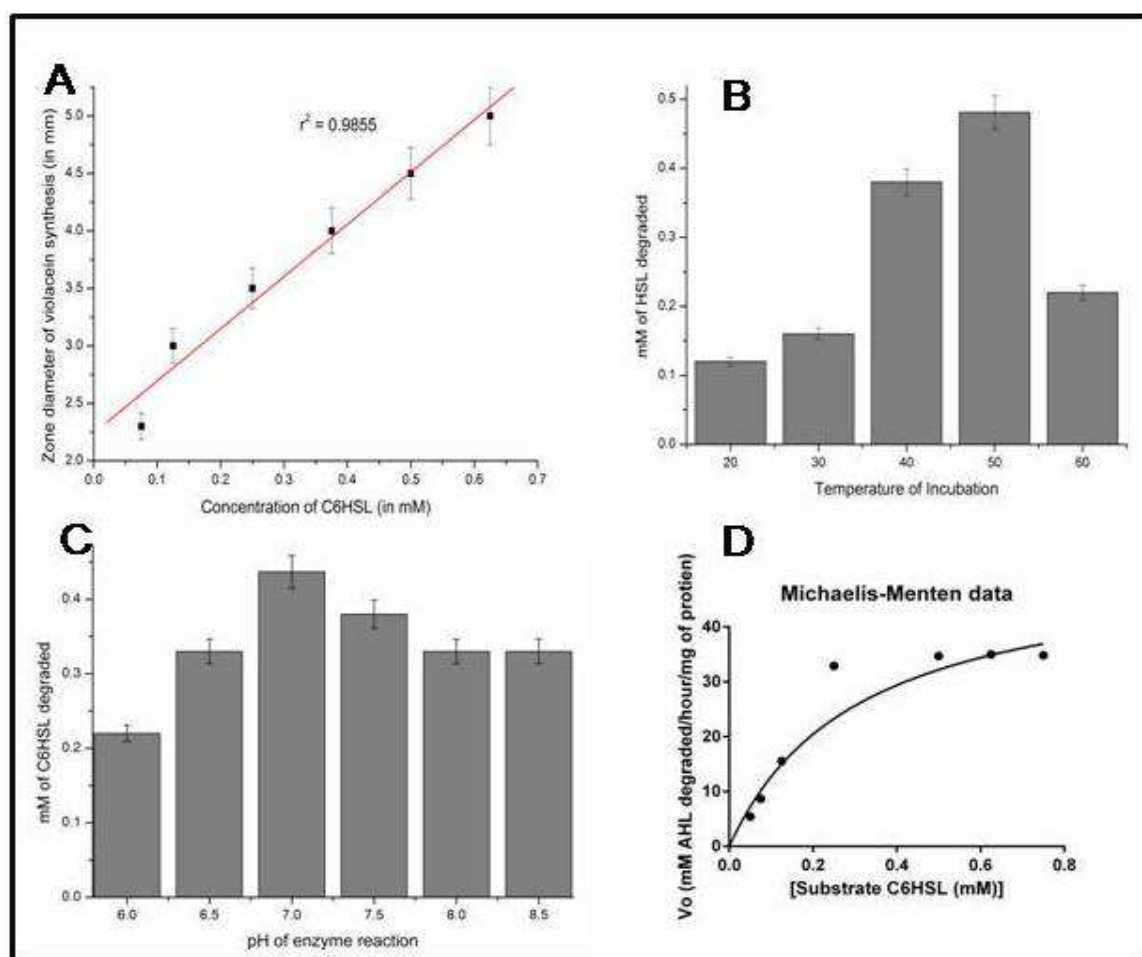 A
r² = 0.9855
Zone diameter of violacein synthesis (in mm)
5.0
4.5
4.0
3.5
3.0
2.5
2.0
0.0 0.1 0.2 0.3 0.4 0.5 0.6 0.7
Concentration of C6HSL (in mM)
B
mM of HSL degraded
0.5
0.4
0.3
0.2
0.1
0.0
20 30 40 50 60
Temperature of Incubation
C
mM of C6HSL degraded
0.4
0.3
0.2
0.1
0.0
6.0 6.5 7.0 7.5 8.0 8.5
pH of enzyme reaction
D
Michaelis-Menten data
Vo (mM AHL degraded/hour/mg of protien)
40
30
20
10
0
0.0 0.2 0.4 0.6 0.8
[Substrate C6HSL (mM)]